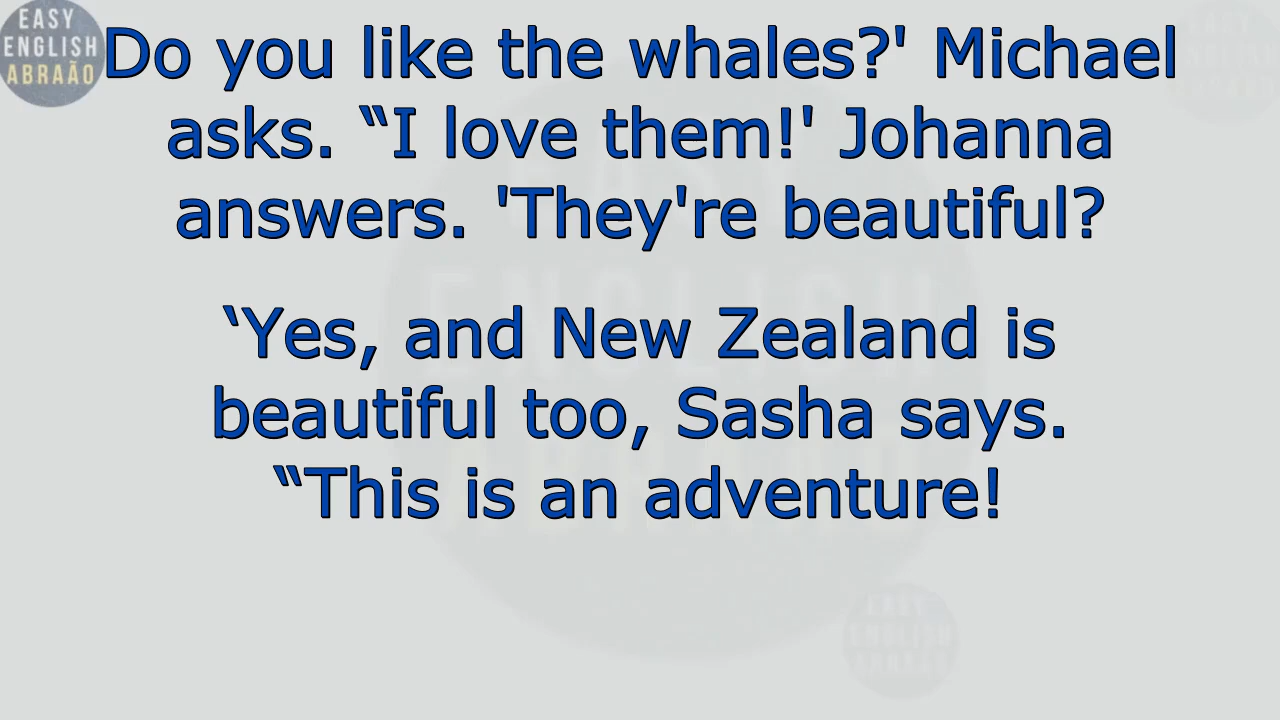 EASY
ENGLISH
ABRAÃO
Do you like the whales?' Michael
asks. “I love them!' Johanna
answers. 'They're beautiful?
‘Yes, and New Zealand is
beautiful too, Sasha says.
“This is an adventure!